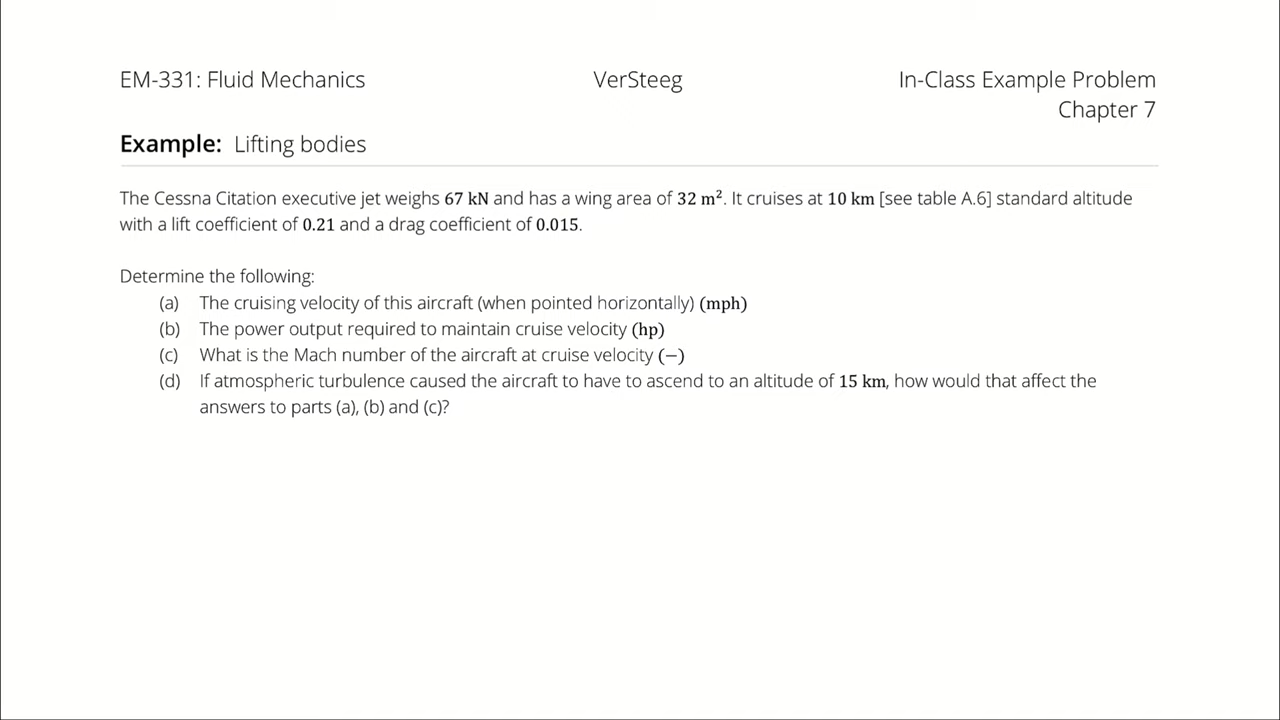 EM-331: Fluid Mechanics VerSteeg In-Class Example Problem
Chapter 7
Example: Lifting bodies
The Cessna Citation executive jet weighs 67 kN and has a wing area of 32 m². It cruises at 10 km [see table A.6] standard altitude
with a lift coefficient of 0.21 and a drag coefficient of 0.015.
Determine the following:
(a) The cruising velocity of this aircraft (when pointed horizontally) (mph)
(b) The power output required to maintain cruise velocity (hp)
(c) What is the Mach number of the aircraft at cruise velocity (−)
(d) If atmospheric turbulence caused the aircraft to have to ascend to an altitude of 15 km, how would that affect the
answers to parts (a), (b) and (c)?